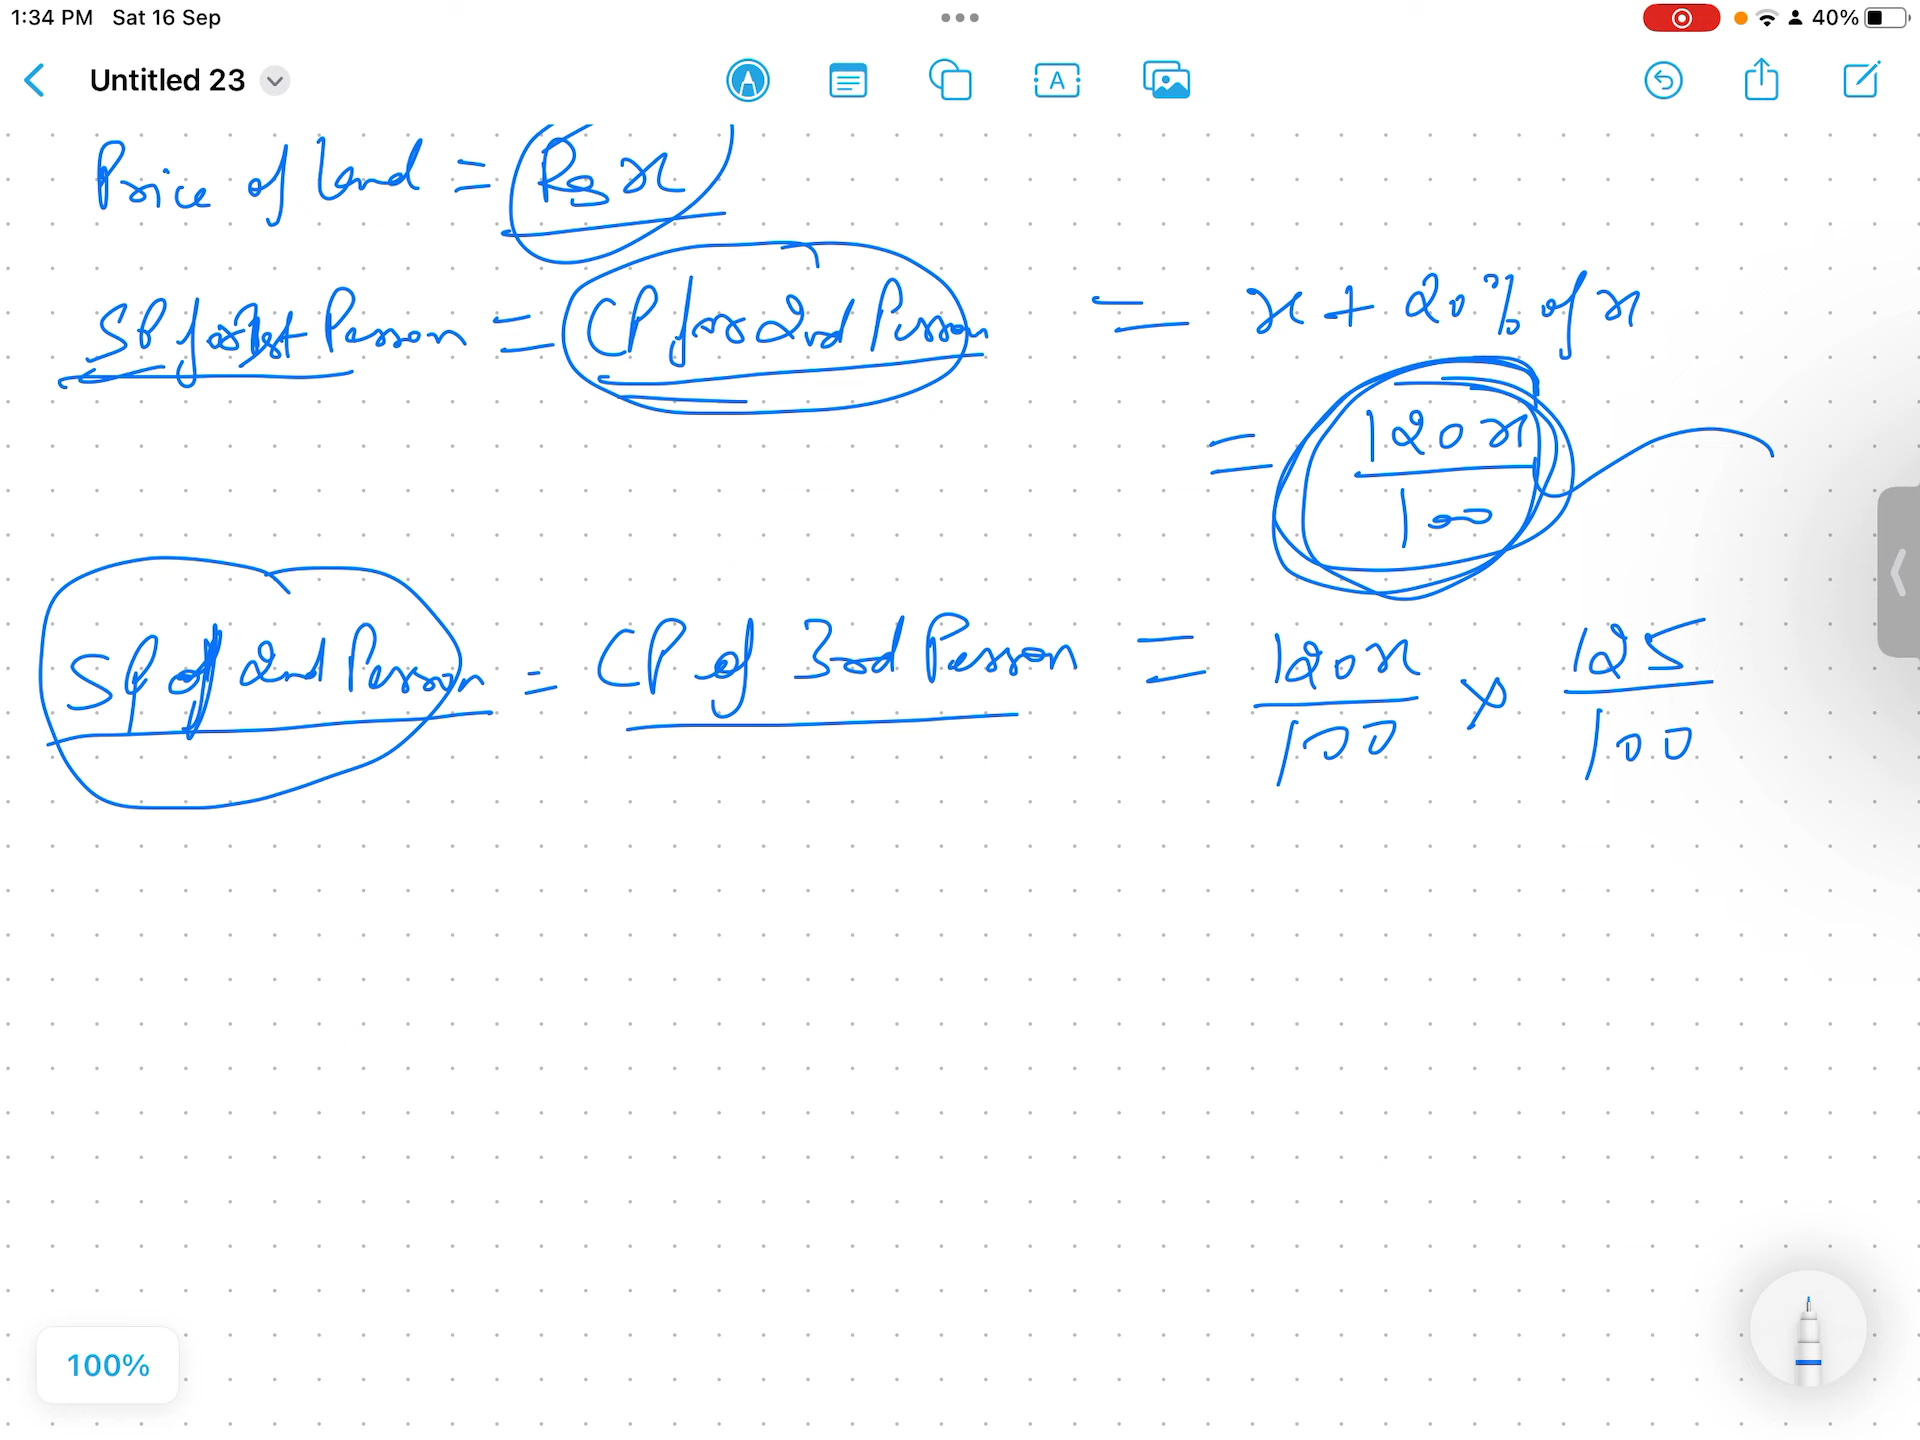 1:34 PM Sat 16 Sep
40%
Untitled 23
A
Price of land = Rs x
SP for 1st Person = CP for 2nd Person = x + 20% of x
= 120x
100
SP of 2nd Person = CP of 3rd Person = 120x × 125
100 100
100%